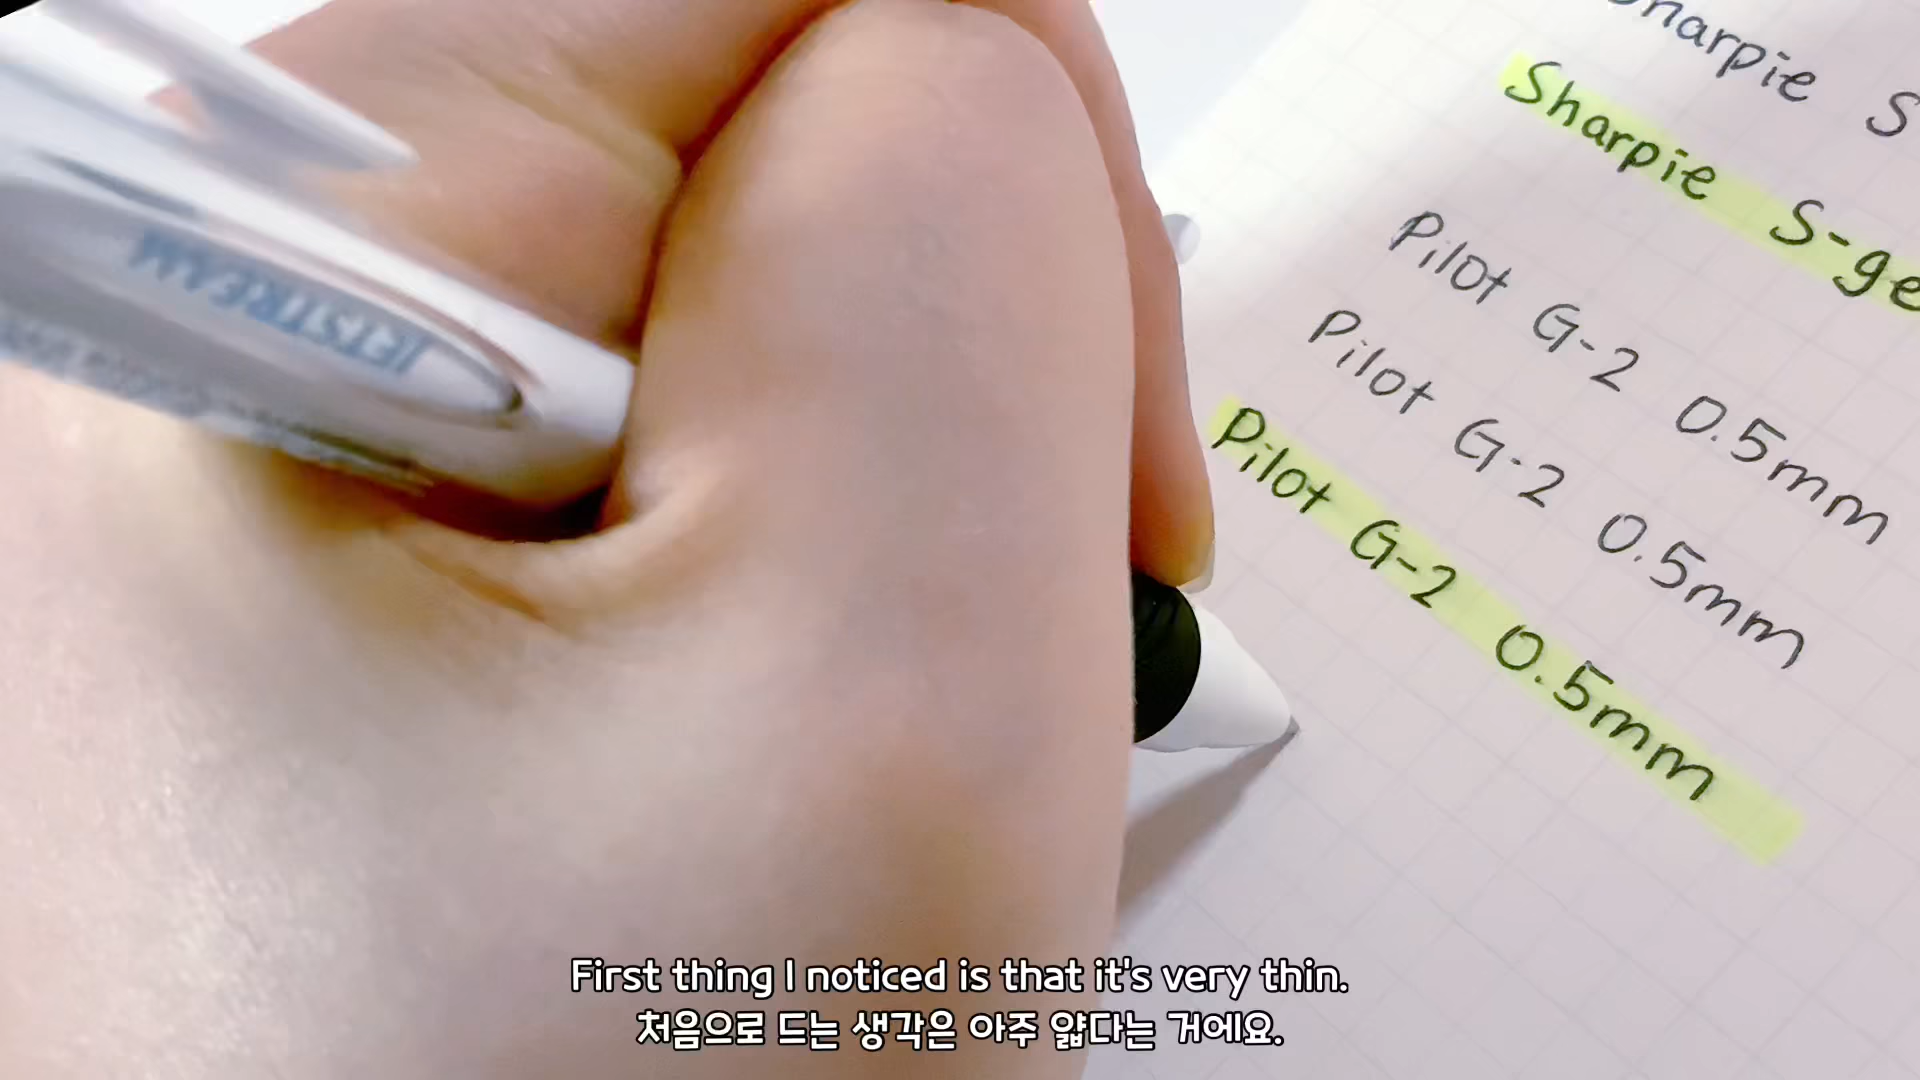 Sharpie S
Sharpie S-ge
Pilot G-2 0.5mm
Pilot G-2 0.5mm
Pilot G-2 0.5mm
JETSTREAM
First thing I noticed is that it's very thin.
처음으로 드는 생각은 아주 얇다는 거에요.